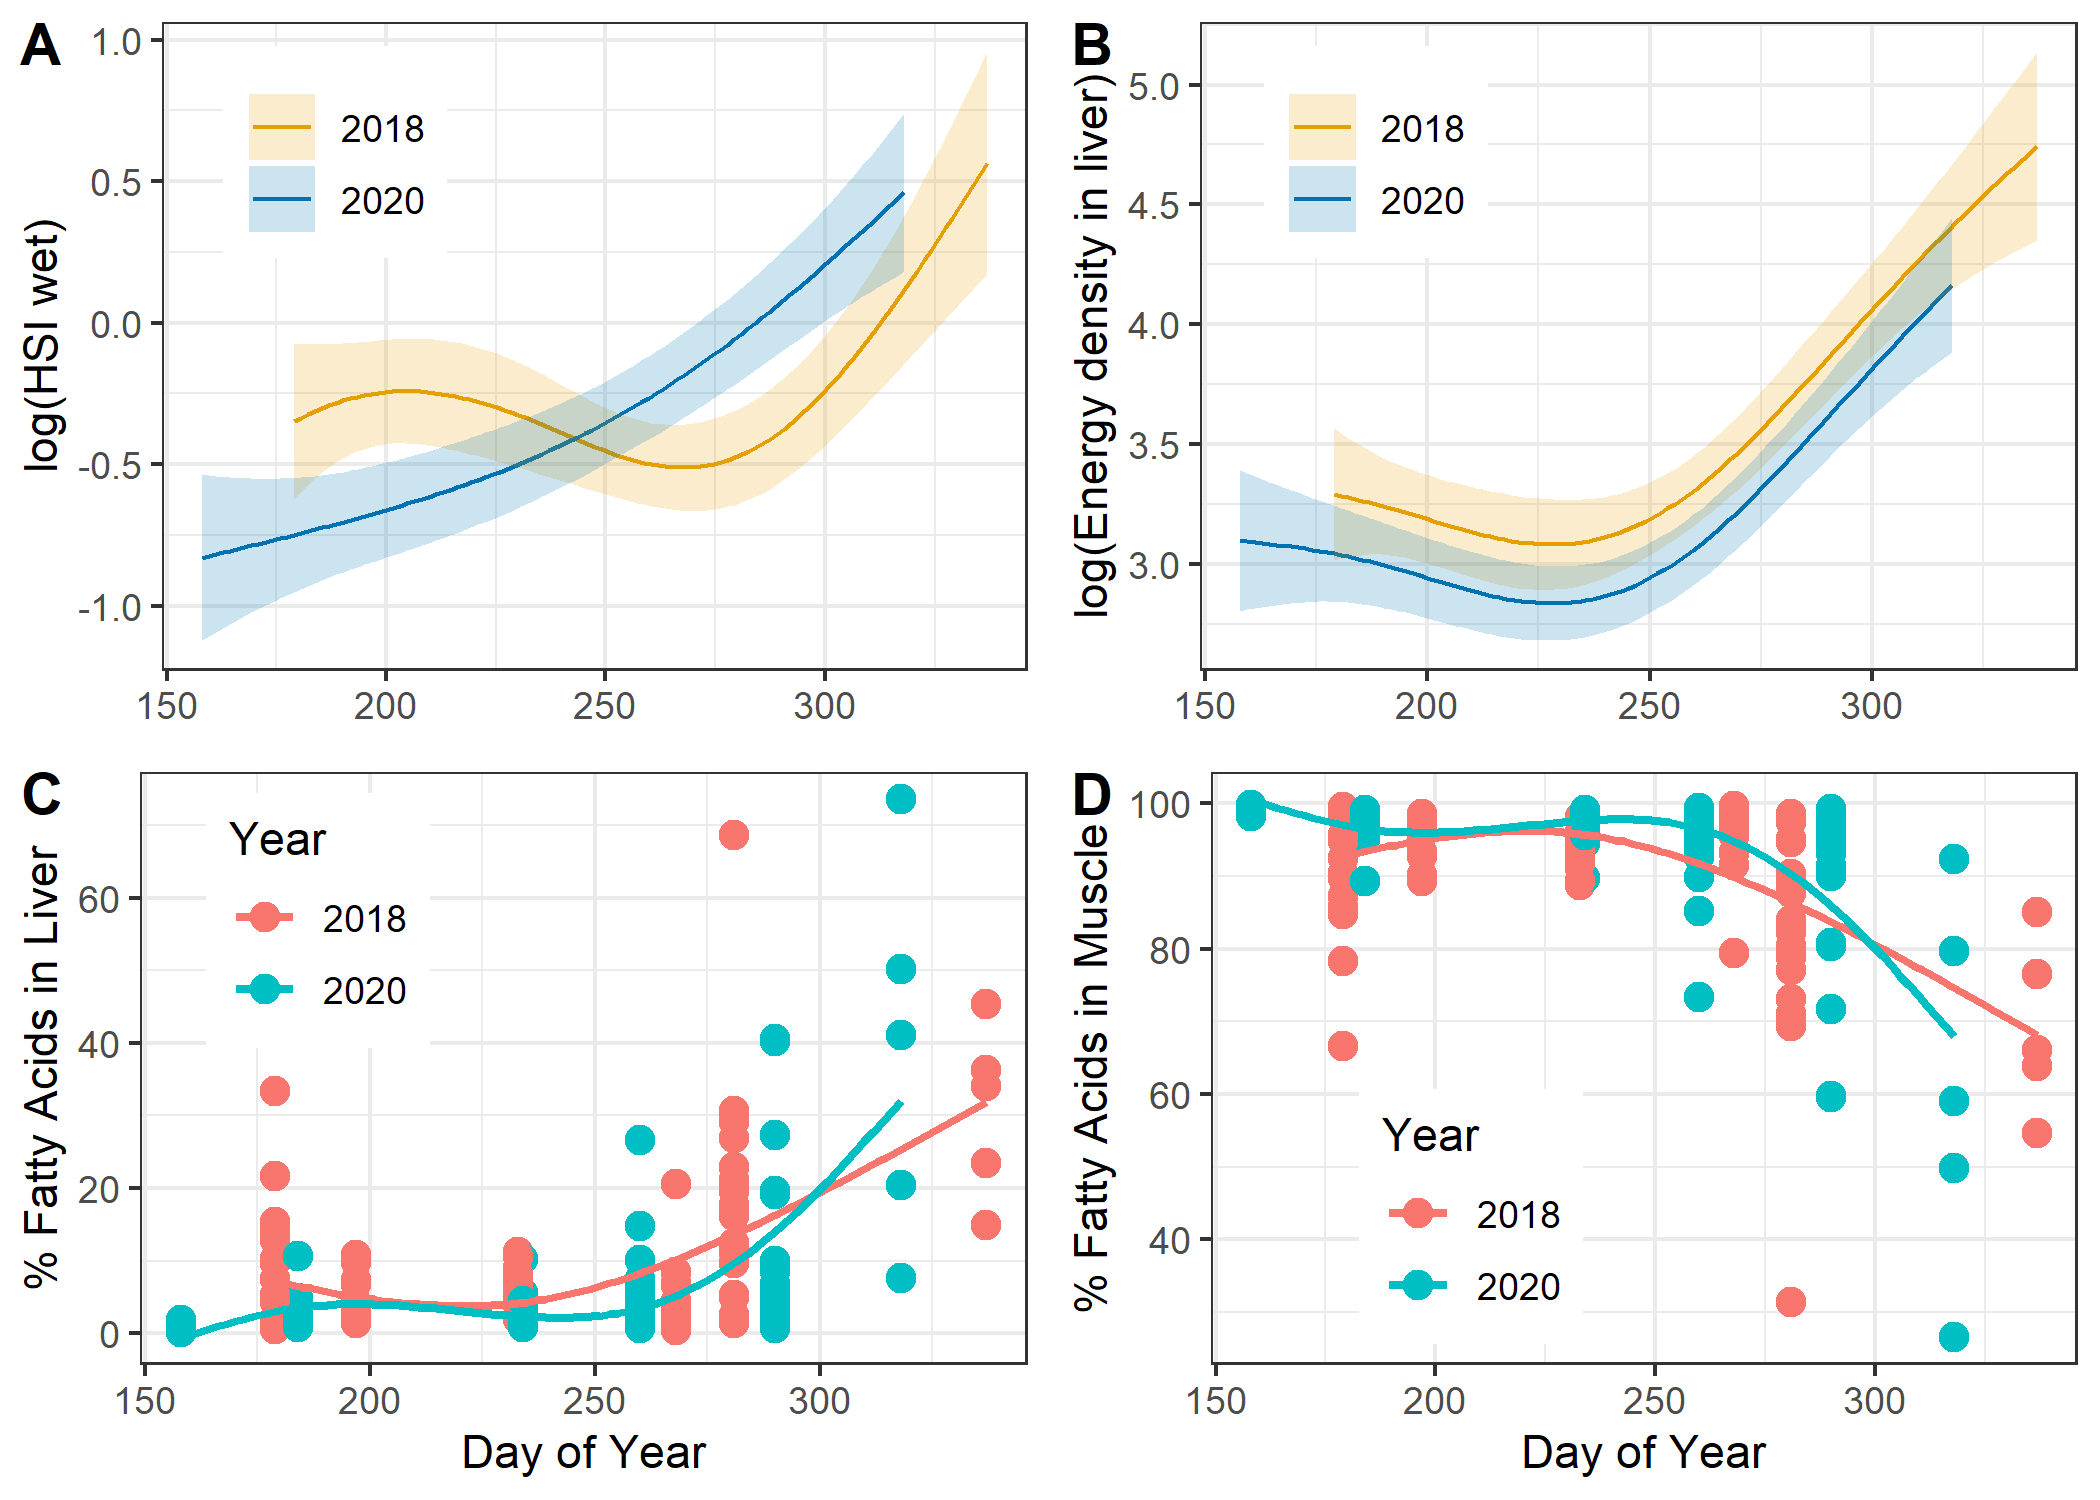 A
log(HSI wet)
1.0
0.5
0.0
-0.5
-1.0
2018
2020
150 200 250 300
B
log(Energy density in liver)
5.0
4.5
4.0
3.5
3.0
2018
2020
150 200 250 300
C
% Fatty Acids in Liver
60
40
20
0
Year
2018
2020
150 200 250 300
Day of Year
D
% Fatty Acids in Muscle
100
80
60
40
Year
2018
2020
150 200 250 300
Day of Year